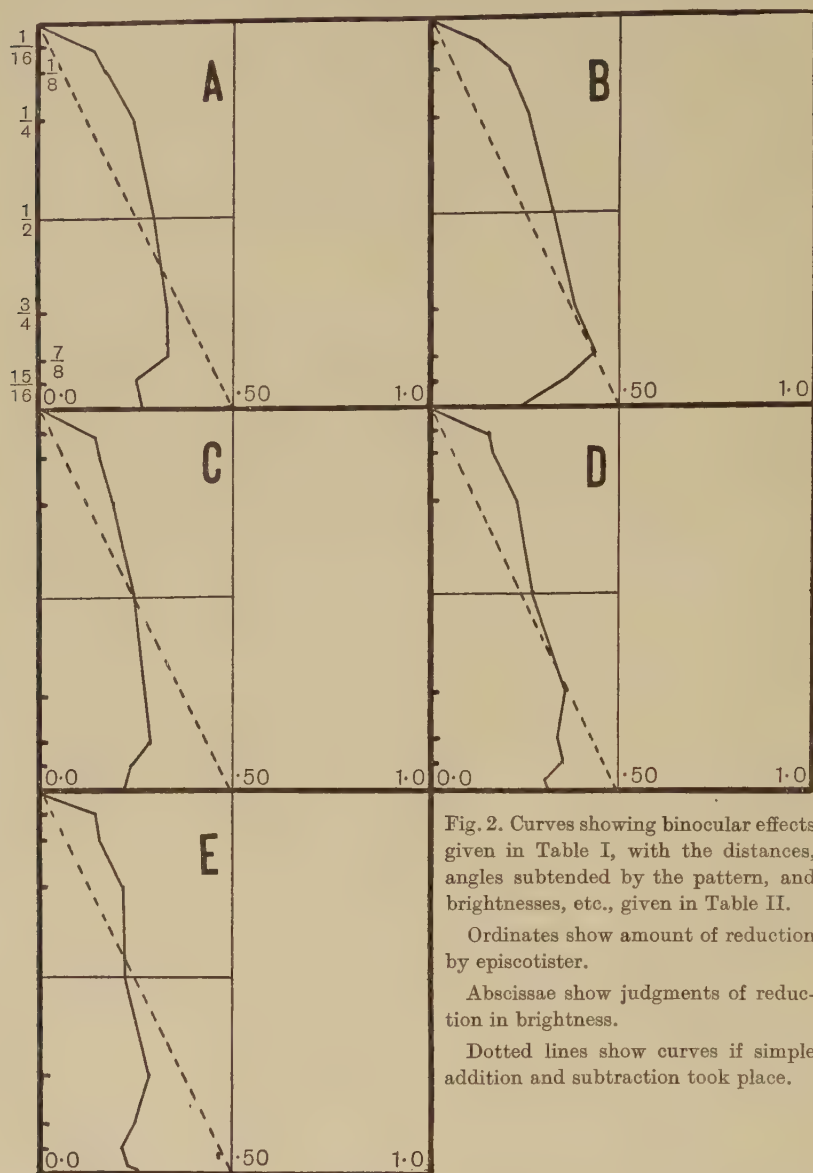 1/16
1/8
1/4
1/2
3/4
7/8
15/16
A
0·0 ·50 1·0
B
·50 1·0
C
0·0 ·50 1·0
D
0·0 ·50 1·0
E
0·0 ·50 1·0
Fig. 2. Curves showing binocular effects
given in Table I, with the distances,
angles subtended by the pattern, and
brightnesses, etc., given in Table II.
Ordinates show amount of reduction
by episcotister.
Abscissae show judgments of reduc-
tion in brightness.
Dotted lines show curves if simple
addition and subtraction took place.